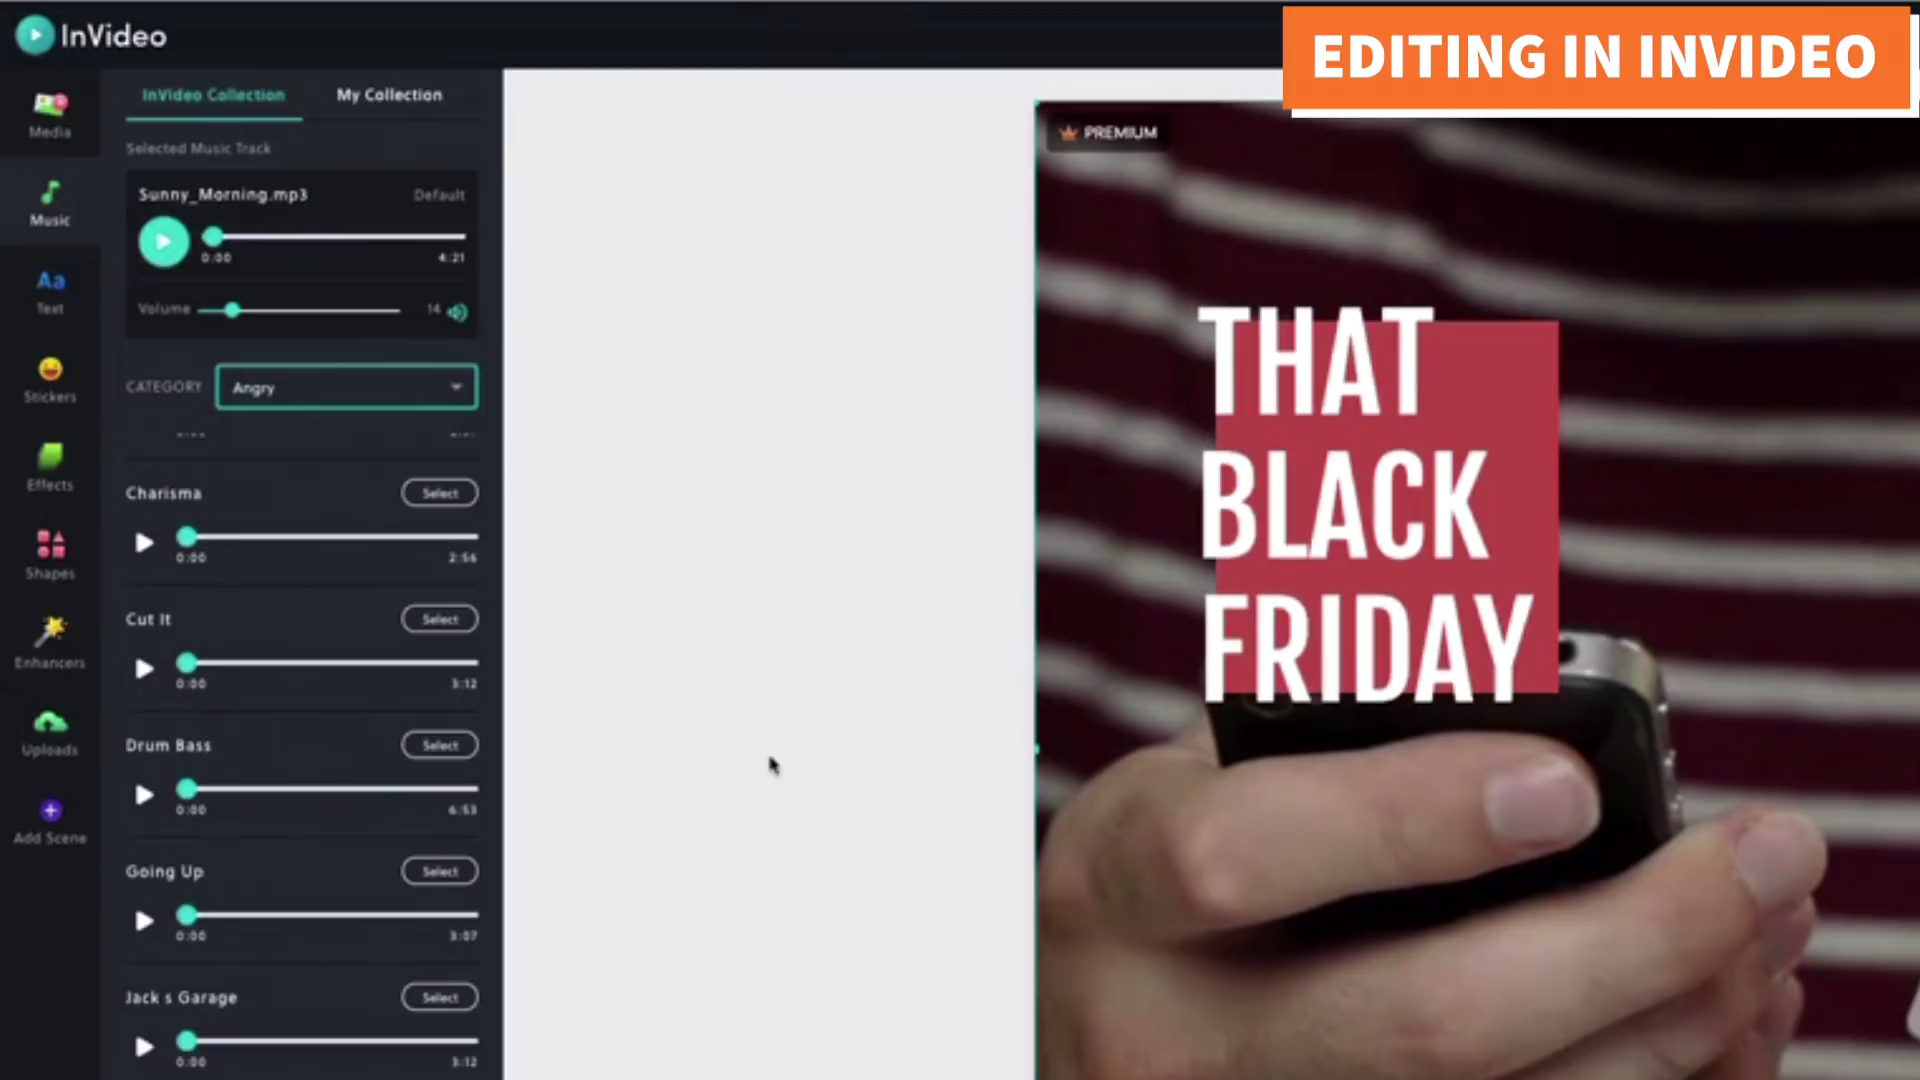 InVideo
EDITING IN INVIDEO
InVideo Collection
My Collection
Media
Selected Music Track
PREMIUM
Sunny_Morning.mp3
Default
Music
0:00
4:21
Aa
Text
Volume
14
THAT
BLACK
FRIDAY
Stickers
CATEGORY
Angry
Effects
Charisma
Select
0:00
2:56
Shapes
Cut It
Select
0:00
3:12
Enhancers
Drum Bass
Select
0:00
6:53
Uploads
Add Scene
Going Up
Select
0:00
3:07
Jack s Garage
Select
0:00
3:12